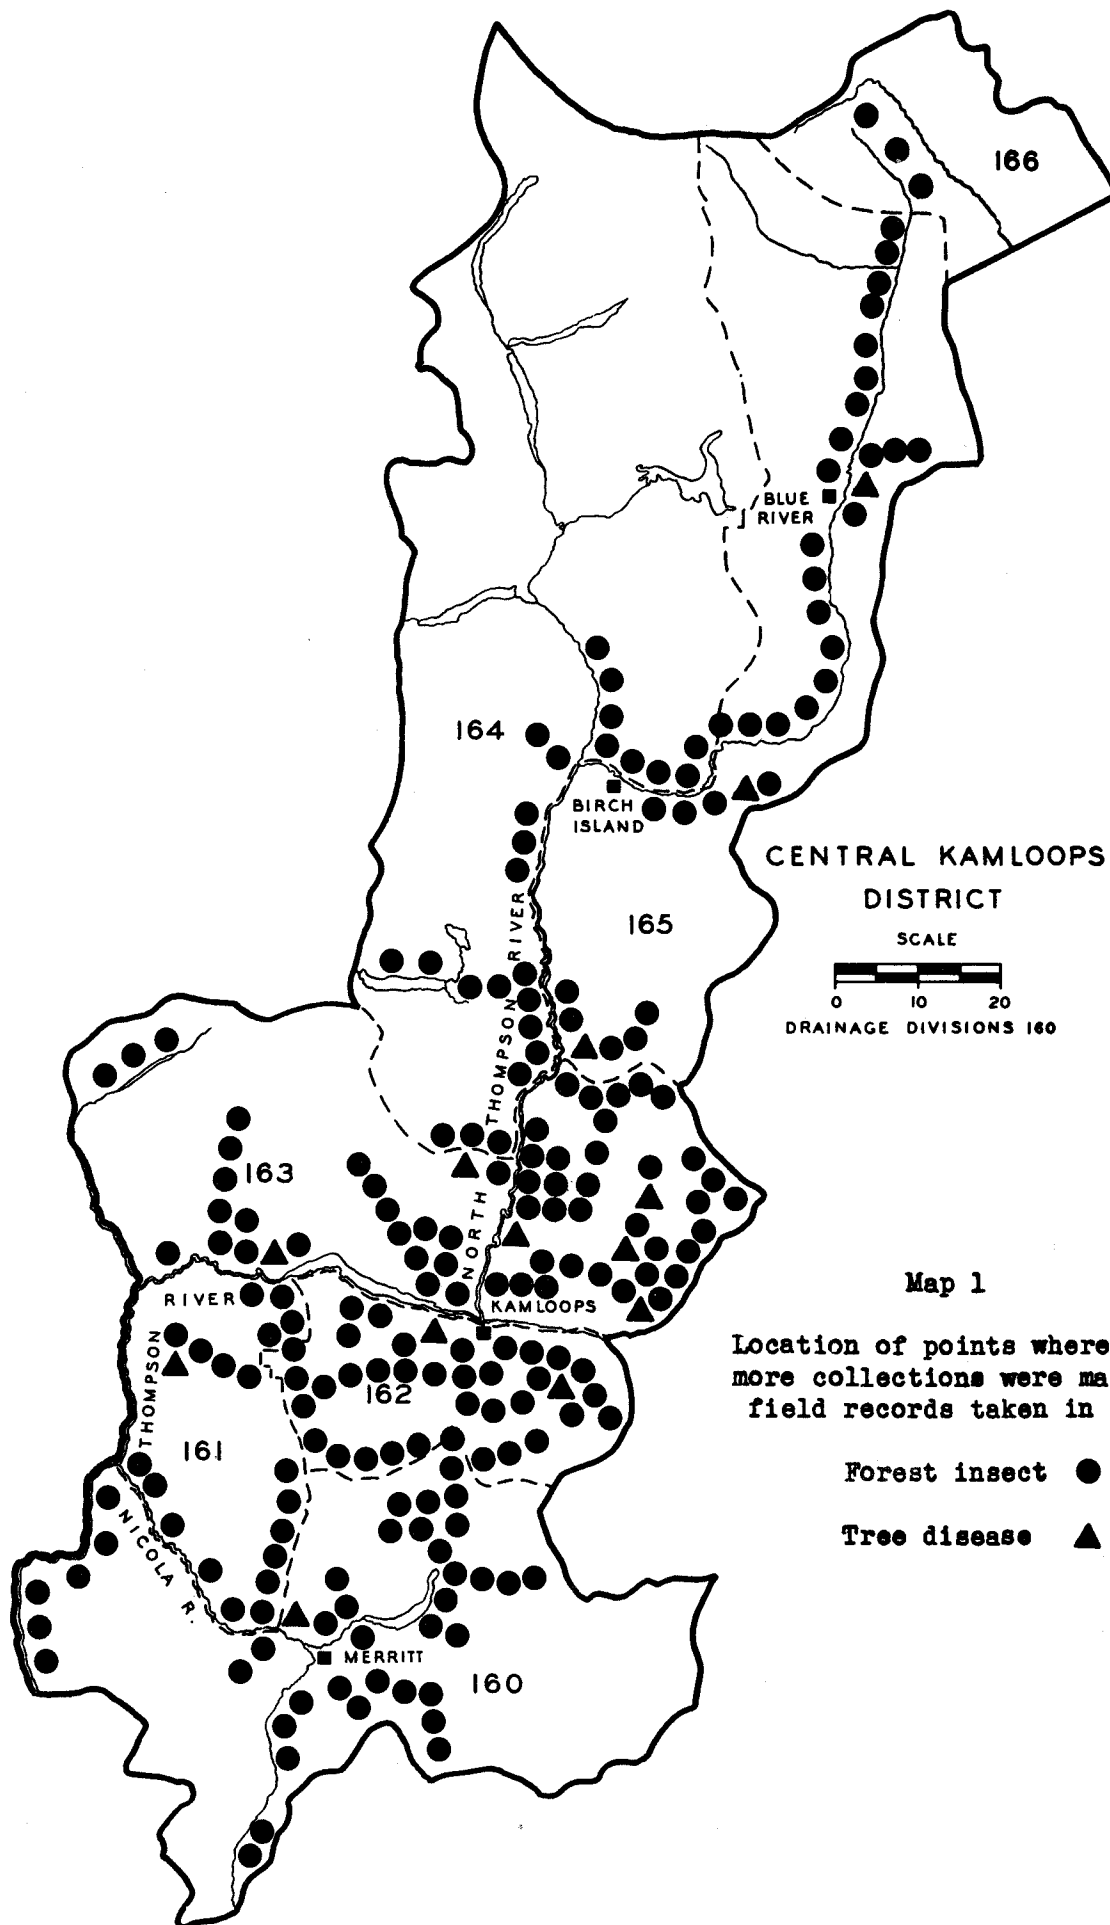 166
BLUE
RIVER
164
BIRCH
ISLAND
CENTRAL KAMLOOPS
DISTRICT
SCALE
0 10 20
DRAINAGE DIVISIONS 160
165
NORTH THOMPSON RIVER
163
KAMLOOPS
THOMPSON RIVER
162
161
NICOLA R.
MERRITT
160
Map 1
Location of points where
more collections were ma
field records taken in
Forest insect
Tree disease